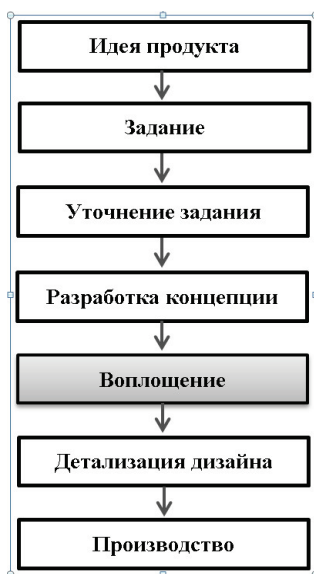 Идея продукта
Задание
Уточнение задания
Разработка концепции
Воплощение
Детализация дизайна
Производство